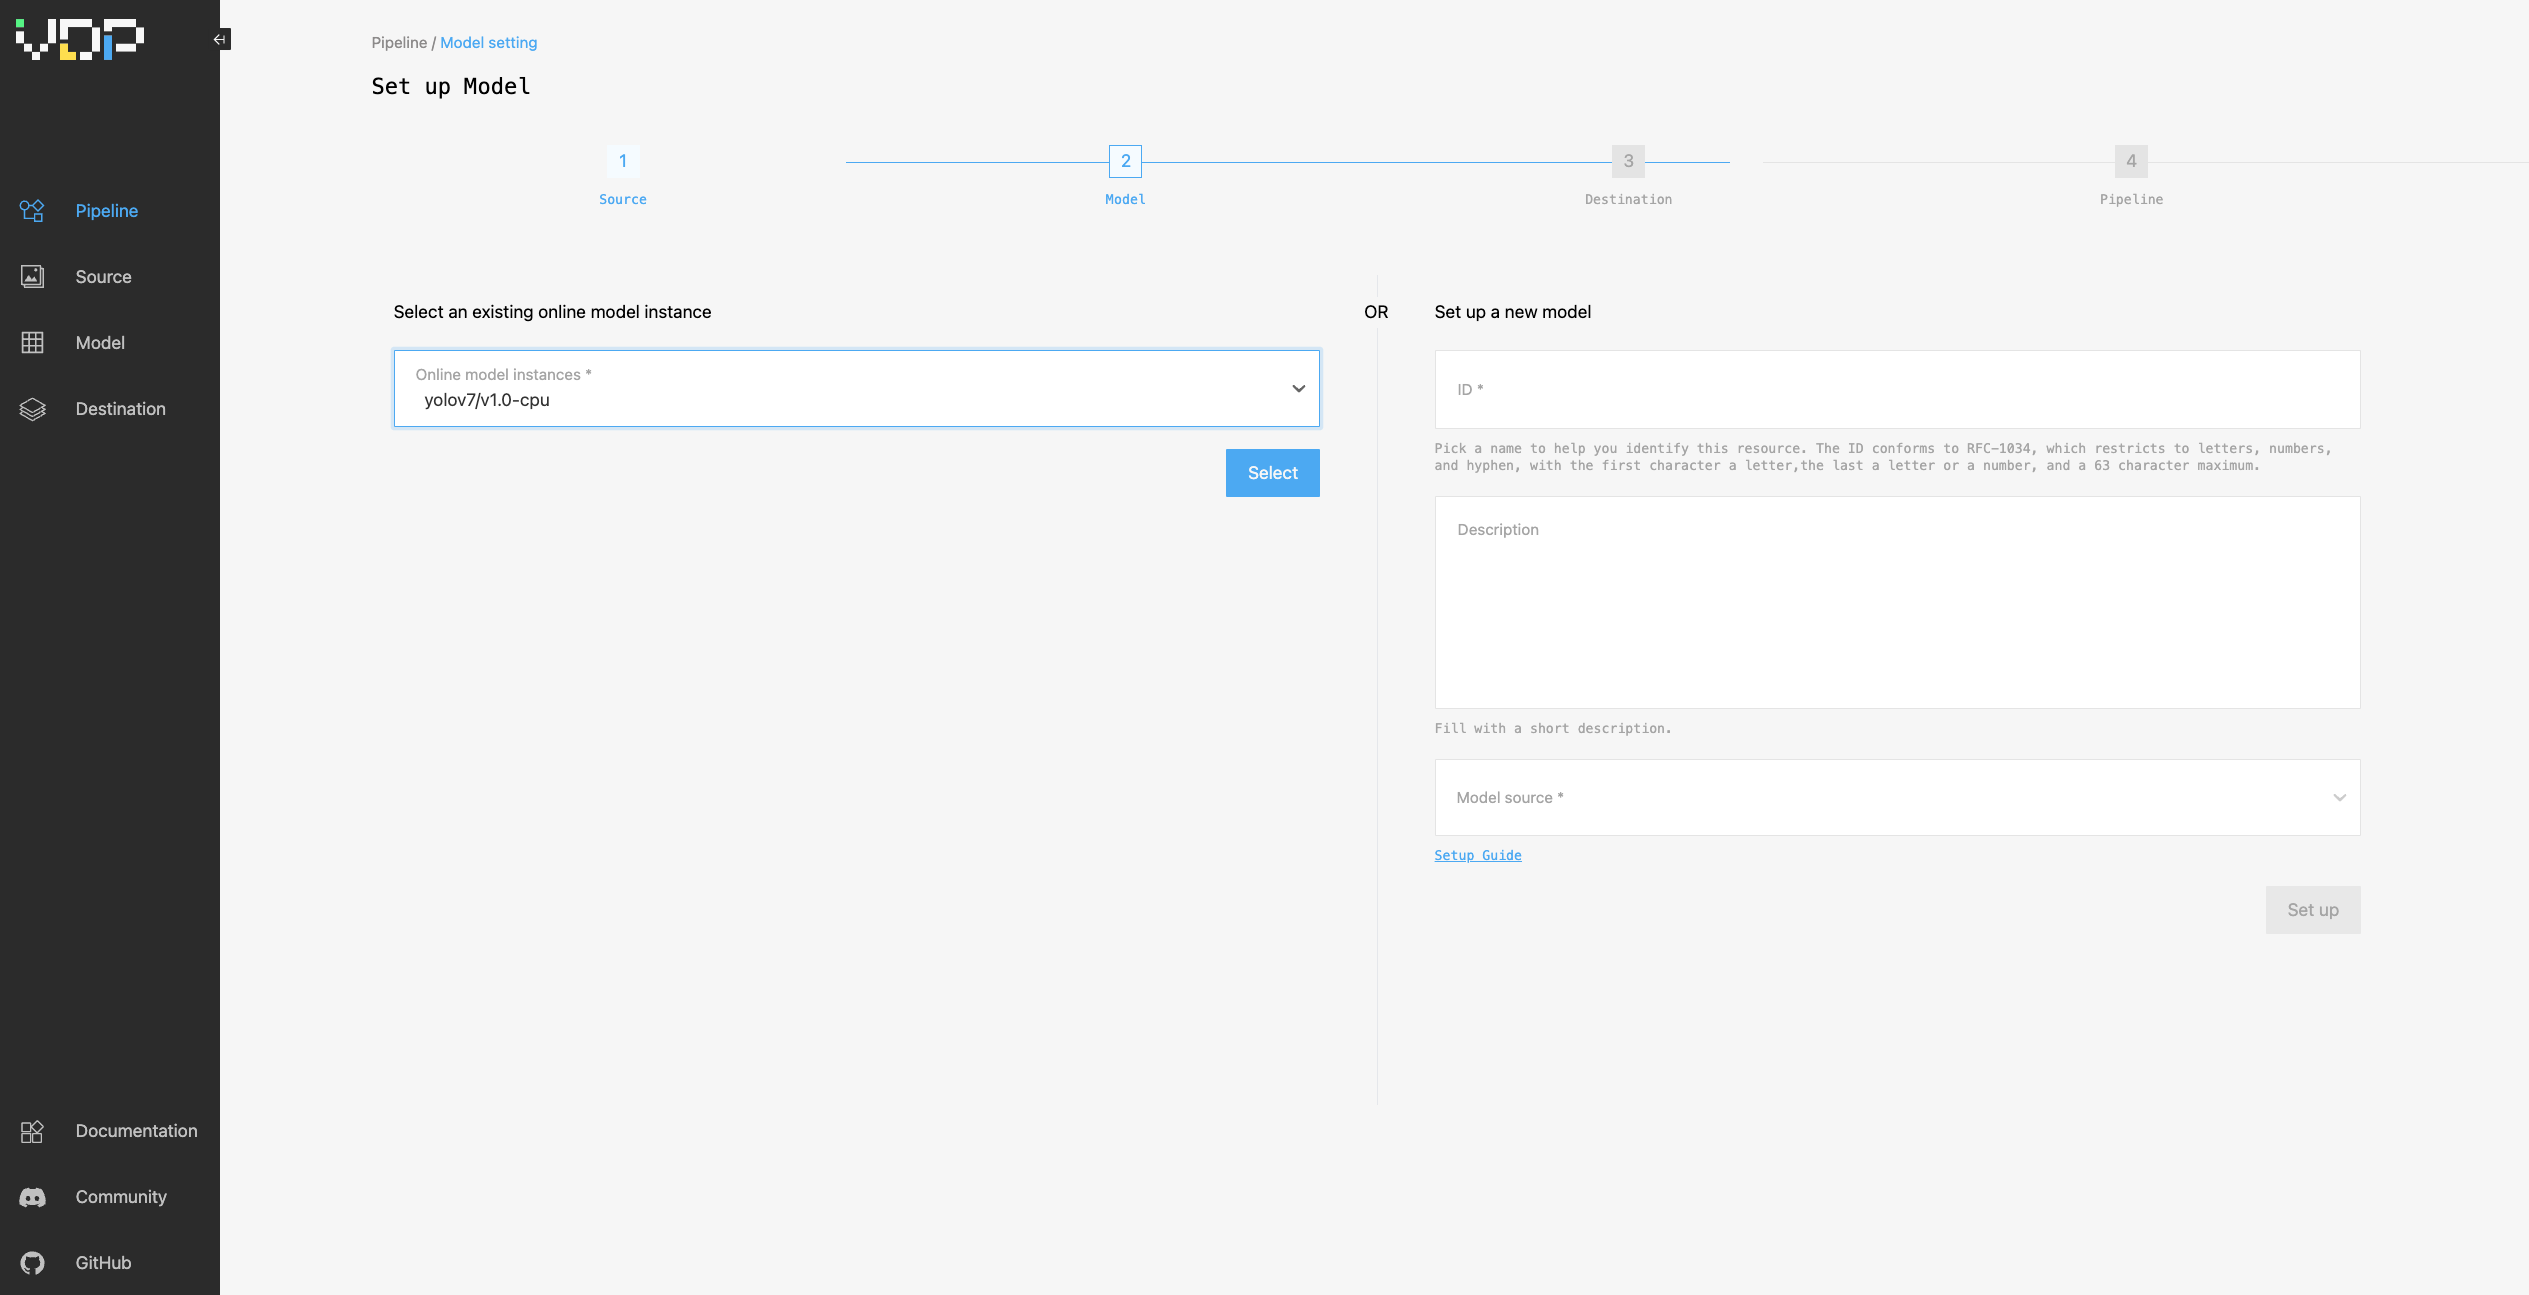 VDP
Pipeline
Source
Model
Destination
Documentation
Community
GitHub
Pipeline / Model setting
Set up Model
1
Source
2
Model
3
Destination
4
Pipeline
Select an existing online model instance
Online model instances *
yolov7/v1.0-cpu
Select
OR
Set up a new model
ID *
Pick a name to help you identify this resource. The ID conforms to RFC-1034, which restricts to letters, numbers,
and hyphen, with the first character a letter,the last a letter or a number, and a 63 character maximum.
Description
Fill with a short description.
Model source *
Setup Guide
Set up